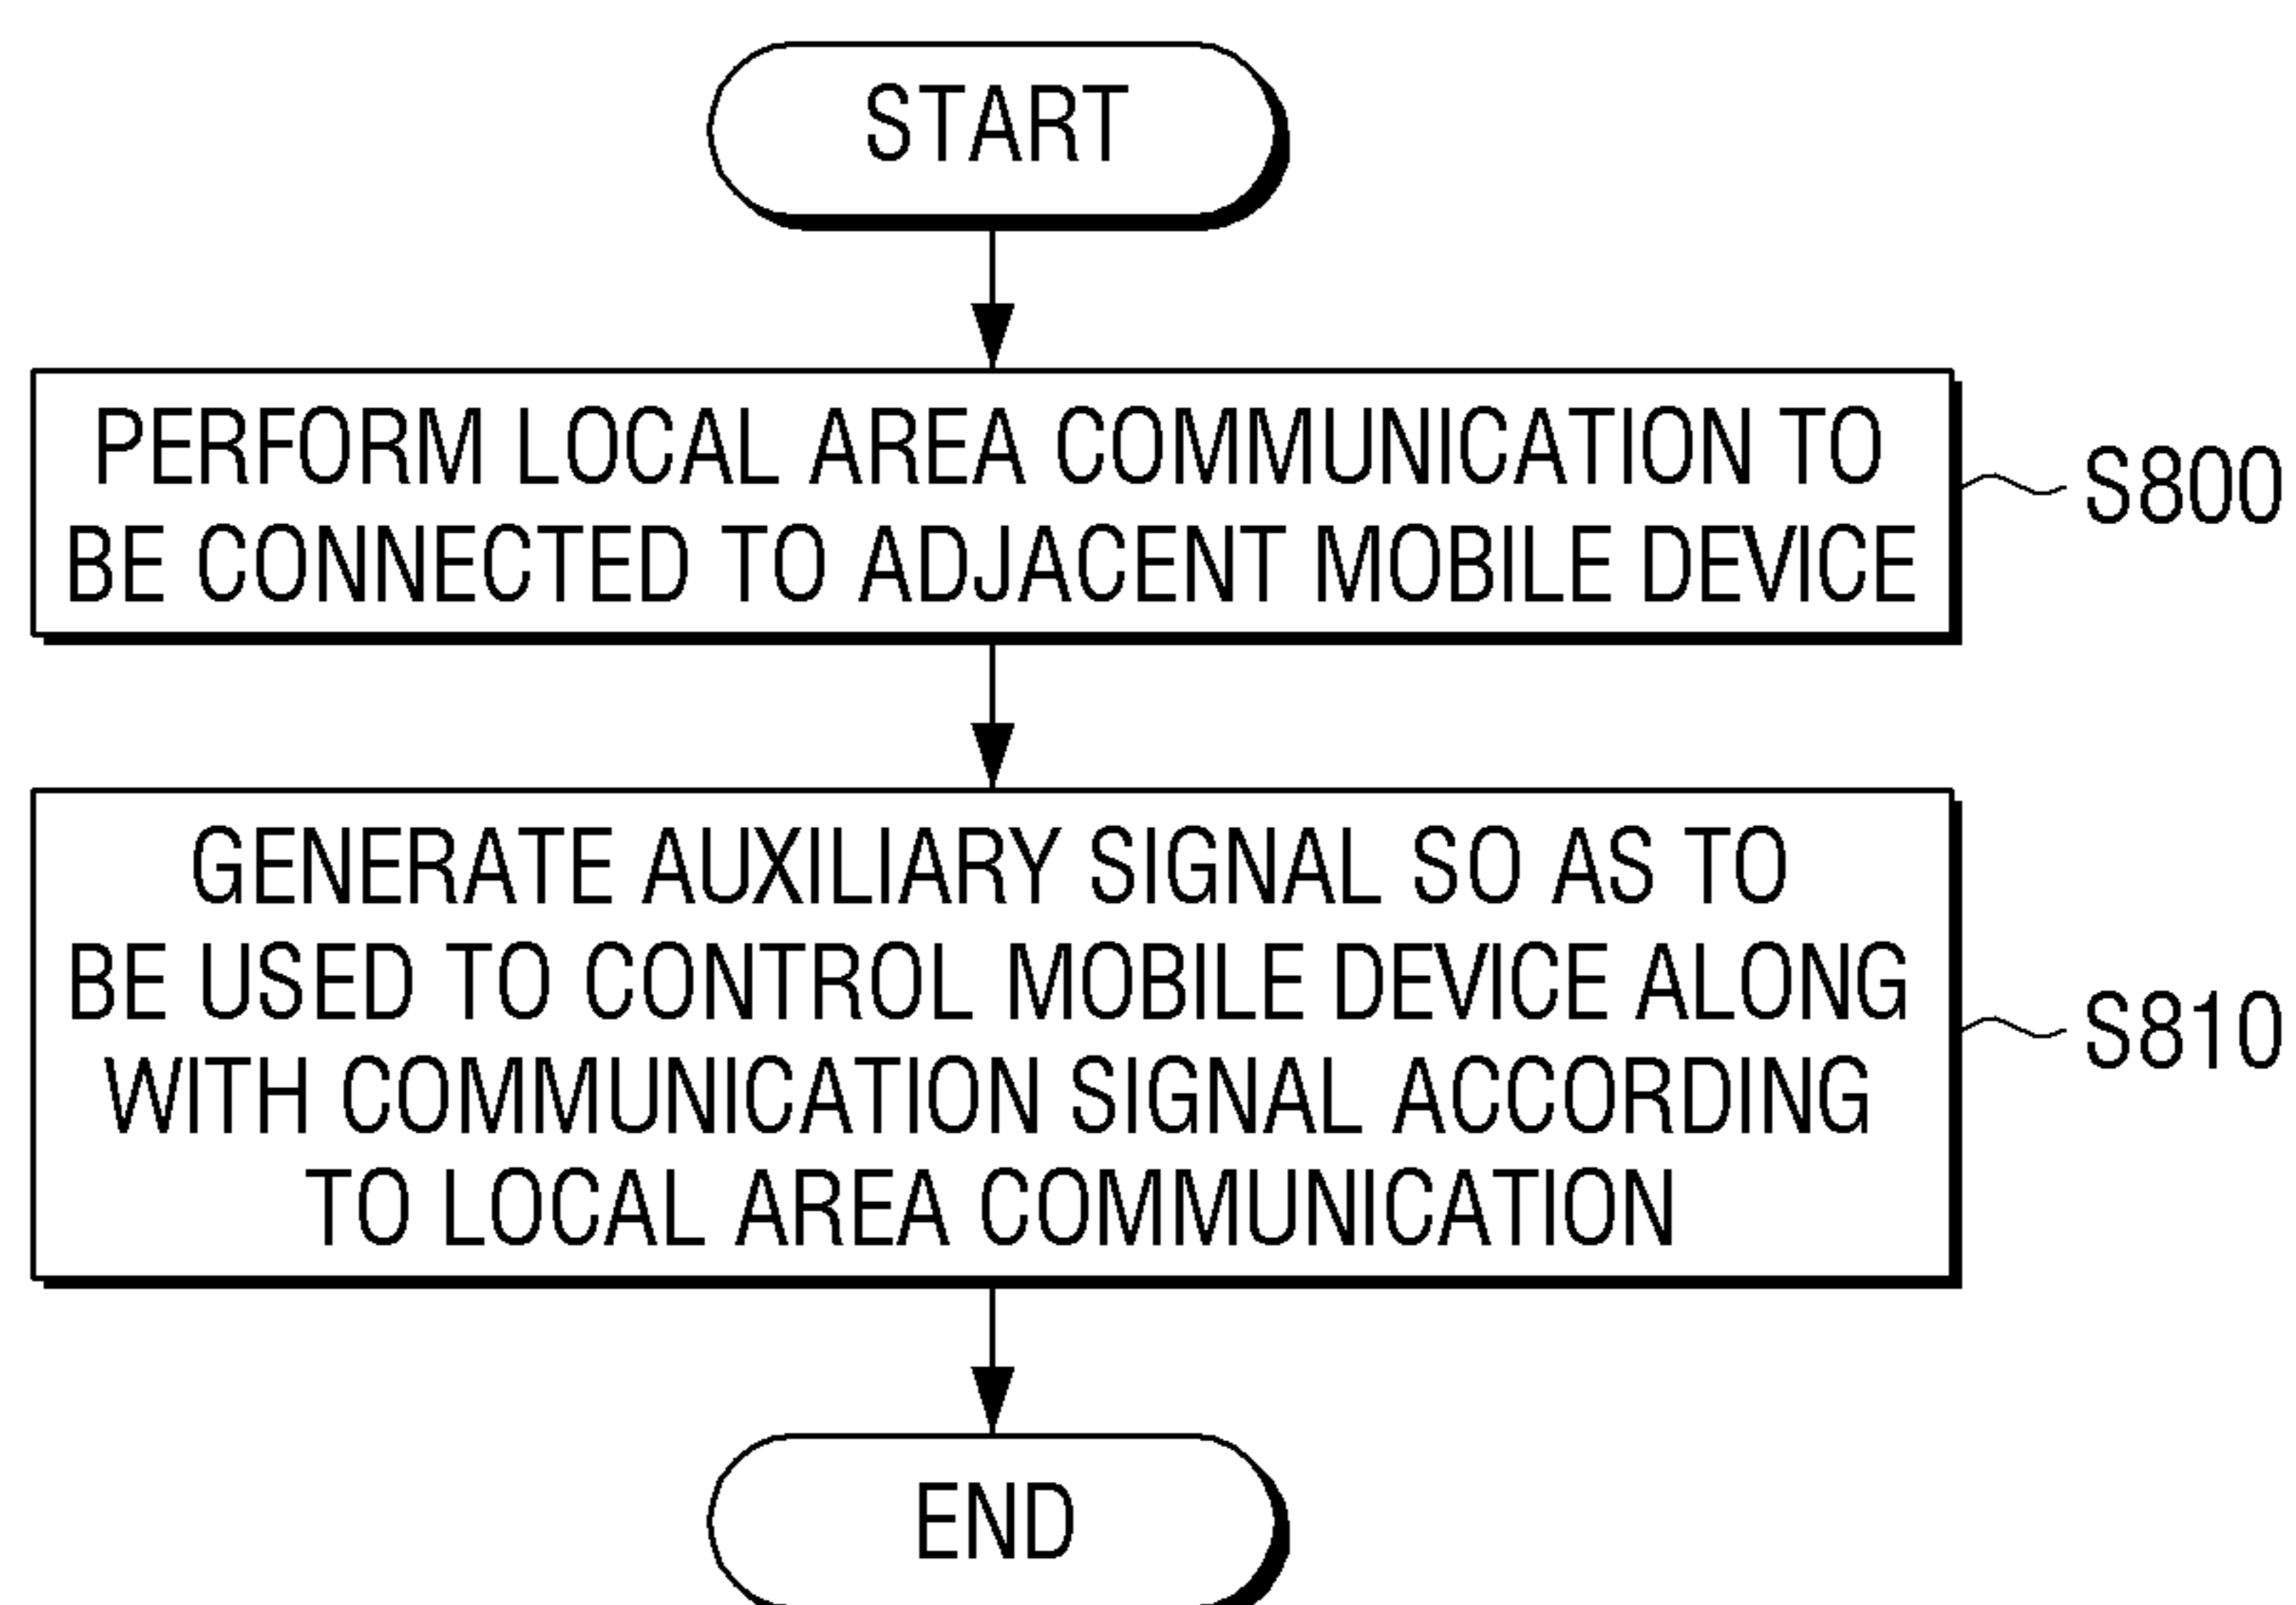 START
PERFORM LOCAL AREA COMMUNICATION TO
BE CONNECTED TO ADJACENT MOBILE DEVICE
S800
GENERATE AUXILIARY SIGNAL SO AS TO
BE USED TO CONTROL MOBILE DEVICE ALONG
WITH COMMUNICATION SIGNAL ACCORDING
TO LOCAL AREA COMMUNICATION
S810
END